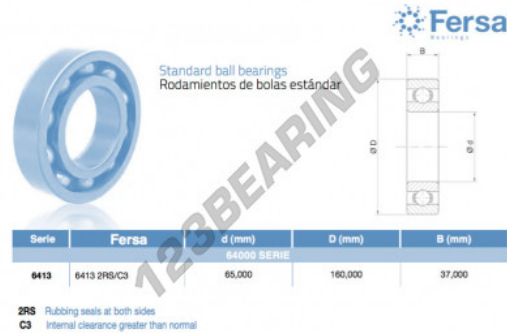 Fersa
Bearings
Standard ball bearings
Rodamientos de bolas estándar
B
Ø D
Ø d
123BEARING
Serie Fersa d (mm) D (mm) B (mm)
64000 SERIE
6413 6413 2RS/C3 65,000 160,000 37,000
2RS Rubbing seals at both sides
C3 Internal clearance greater than normal